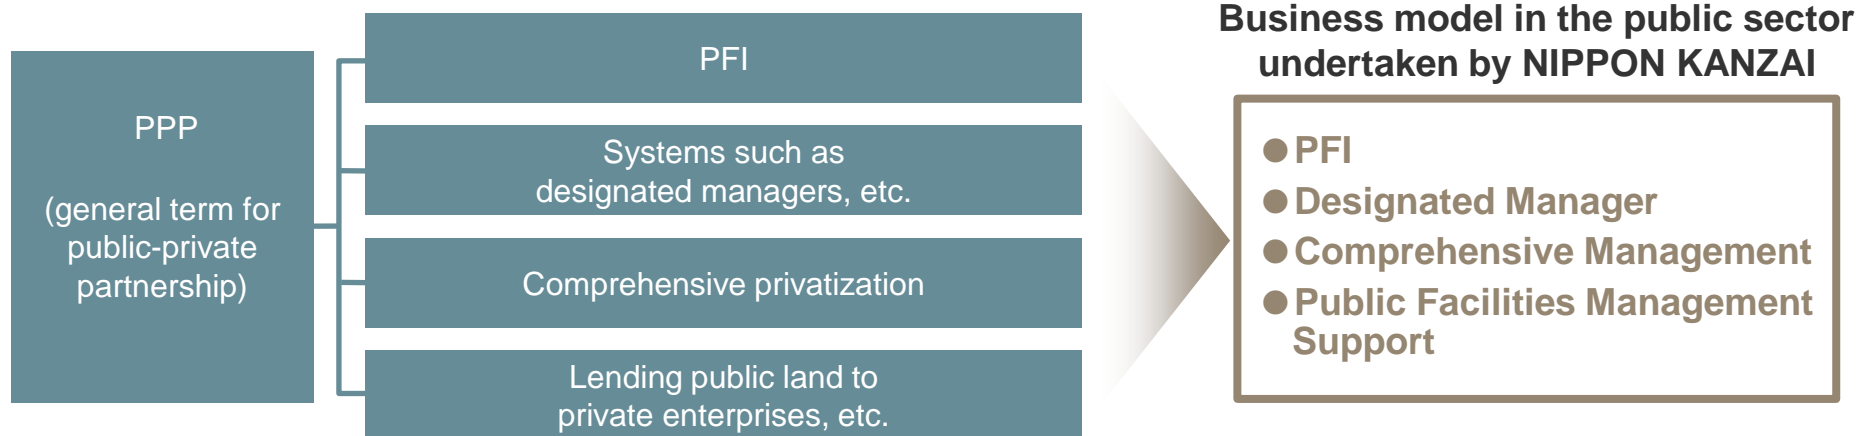 PPP
(general term for
public-private
partnership)
PFI
Systems such as
designated managers, etc.
Comprehensive privatization
Lending public land to
private enterprises, etc.
Business model in the public sector
undertaken by NIPPON KANZAI
●PFI
●Designated Manager
●Comprehensive Management
●Public Facilities Management
Support